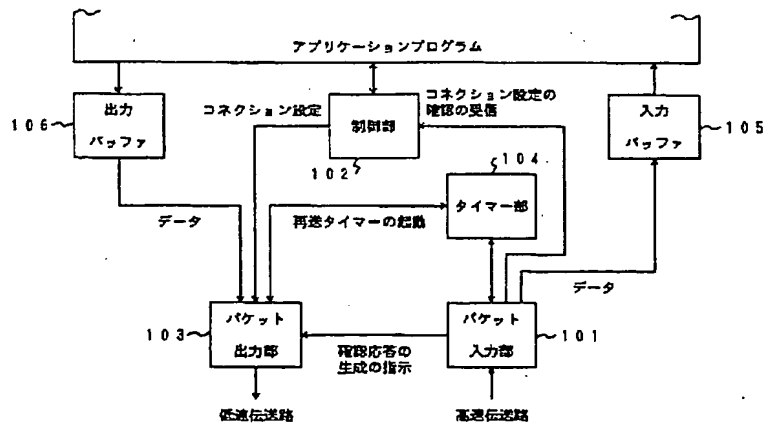 アプリケーションプログラム
106
出力
バッファ
コネクション設定
制御部
102
コネクション設定の
確認の受信
104
入力
バッファ
105
データ
再送タイマーの起動
タイマー部
データ
103
パケット
出力部
確認応答の
生成の指示
パケット
入力部
101
低速伝送路
高速伝送路